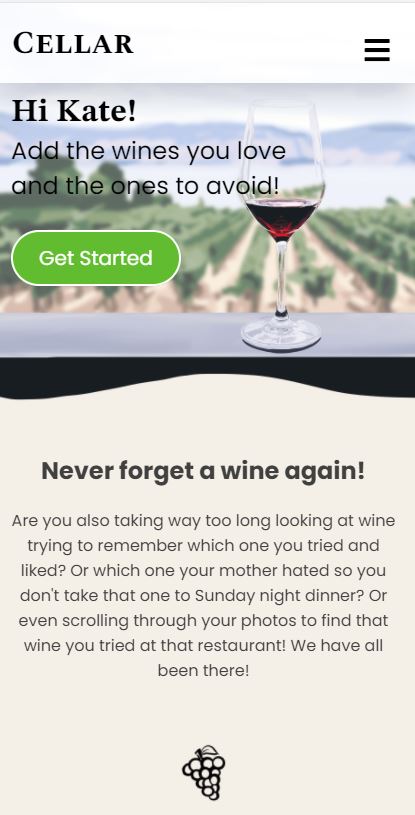 CELLAR
Hi Kate!
Add the wines you love
and the ones to avoid!
Get Started
Never forget a wine again!
Are you also taking way too long looking at wine
trying to remember which one you tried and
liked? Or which one your mother hated so you
don't take that one to Sunday night dinner? Or
even scrolling through your photos to find that
wine you tried at that restaurant! We have all
been there!